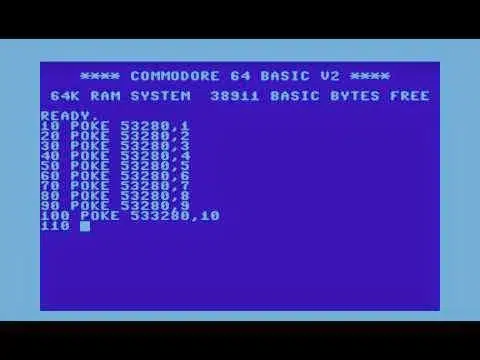 **** COMMODORE 64 BASIC V2 ****
64K RAM SYSTEM  38911 BASIC BYTES FREE
READY.
10 POKE 53280,1
20 POKE 53280,2
30 POKE 53280,3
40 POKE 53280,4
50 POKE 53280,5
60 POKE 53280,6
70 POKE 53280,7
80 POKE 53280,8
90 POKE 53280,9
100 POKE 533280,10
110